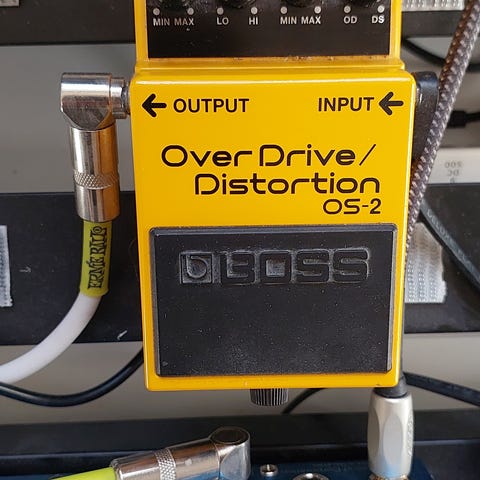 MIN MAX LO HI MIN MAX OD DS
OUTPUT INPUT
Over Drive/
Distortion
OS-2
BOSS
ERNIE BALL